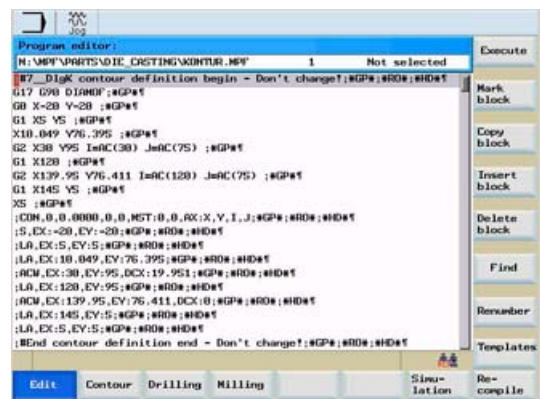 Jog
Program editor:
N:\MPF\PARTS\DIE_CASTING\KONTUR.MPF 1 Not selected
#7__DlgK contour definition begin - Don't change!;*GP*;*RO*;*HD*¶
G17 G90 DIAMOF;*GP*¶
G0 X-20 Y-20 ;*GP*¶
G1 X5 Y5 ;*GP*¶
X10.049 Y76.395 ;*GP*¶
G2 X30 Y95 I=AC(30) J=AC(75) ;*GP*¶
G1 X120 ;*GP*¶
G2 X139.95 Y76.411 I=AC(120) J=AC(75) ;*GP*¶
G1 X145 Y5 ;*GP*¶
X5 ;*GP*¶
;CON,0,0.0000,0,0,MST:0,0,AX:X,Y,I,J;*GP*;*RO*;*HD*¶
;S,EX:-20,EY:-20;*GP*;*RO*;*HD*¶
;LA,EX:5,EY:5;*GP*;*RO*;*HD*¶
;LA,EX:10.049,EY:76.395;*GP*;*RO*;*HD*¶
;ACW,EX:30,EY:95,DCX:19.951;*GP*;*RO*;*HD*¶
;LA,EX:120,EY:95;*GP*;*RO*;*HD*¶
;ACW,EX:139.95,EY:76.411,DCX:0;*GP*;*RO*;*HD*¶
;LA,EX:145,EY:5;*GP*;*RO*;*HD*¶
;LA,EX:5,EY:5;*GP*;*RO*;*HD*¶
;#End contour definition end - Don't change!;*GP*;*RO*;*HD*¶
Execute
Mark
block
Copy
block
Insert
block
Delete
block
Find
Renumber
Templates
Re-
compile
Edit
Contour
Drilling
Milling
Simu-
lation